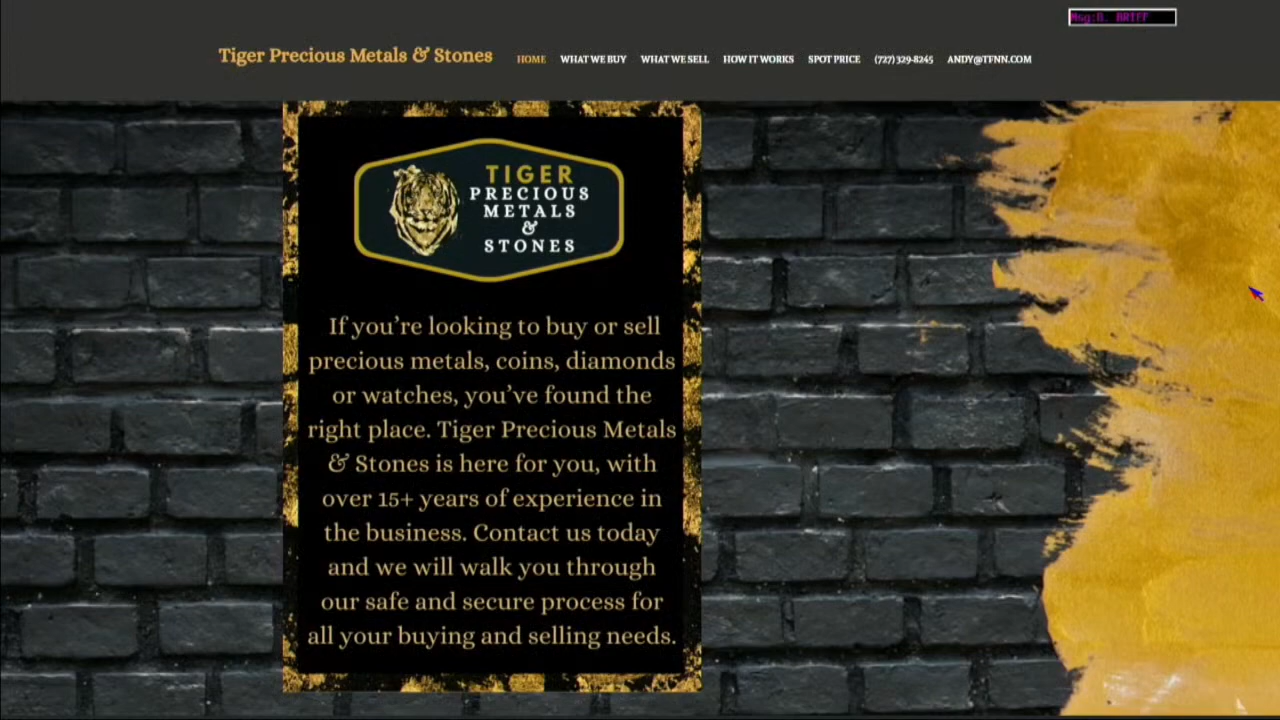 Tiger Precious Metals & Stones
HOME WHAT WE BUY WHAT WE SELL HOW IT WORKS SPOT PRICE (727) 329-8245 ANDY@TFNN.COM
TIGER
PRECIOUS
METALS
&
STONES
If you’re looking to buy or sell
precious metals, coins, diamonds
or watches, you’ve found the
right place. Tiger Precious Metals
& Stones is here for you, with
over 15+ years of experience in
the business. Contact us today
and we will walk you through
our safe and secure process for
all your buying and selling needs.